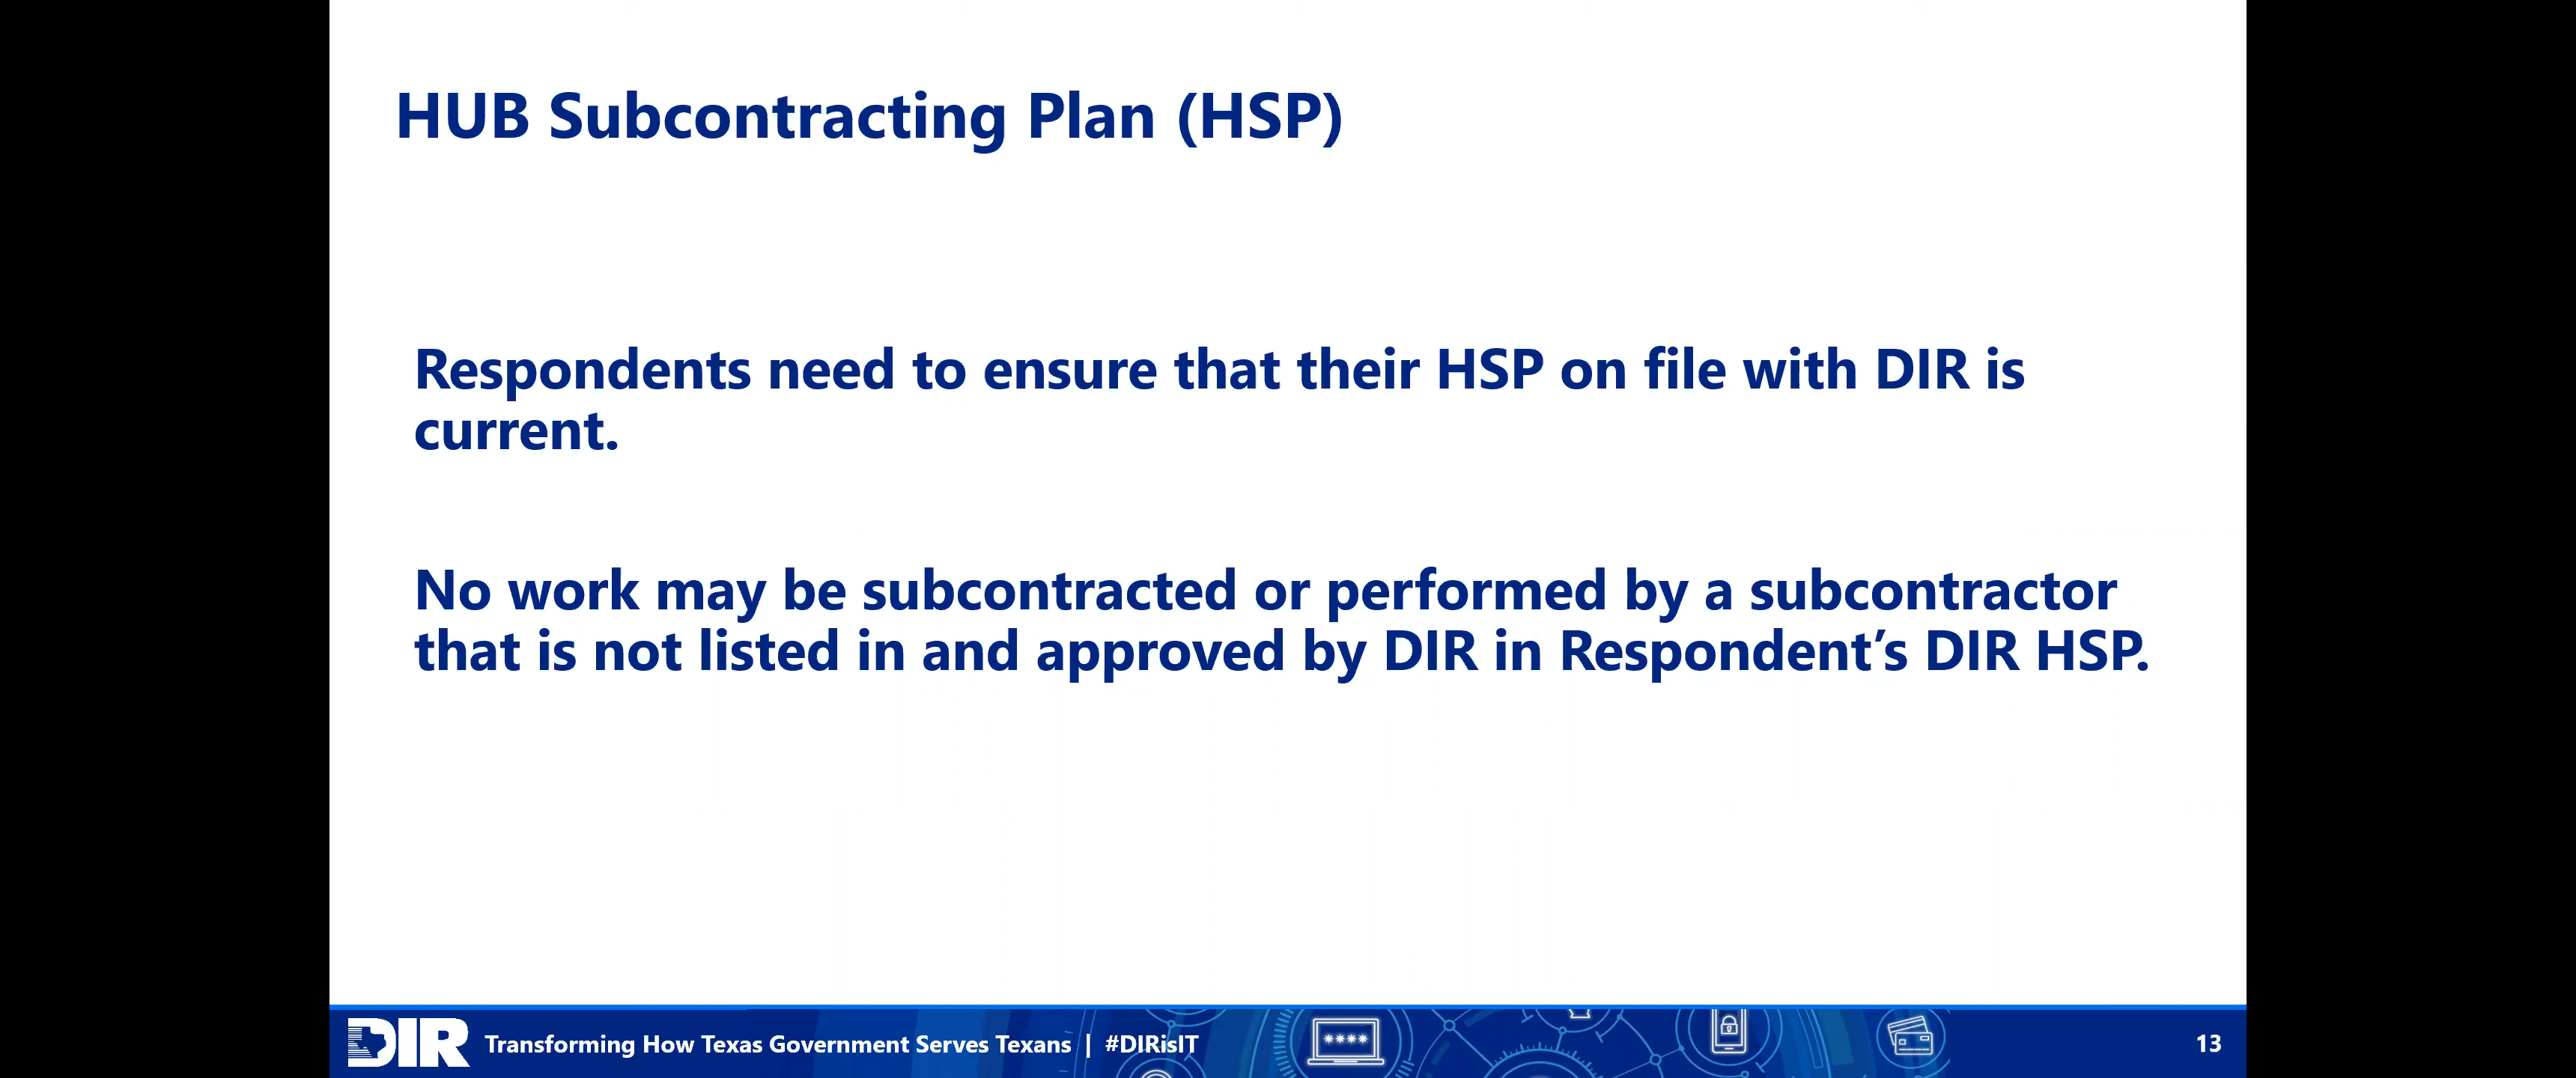 HUB Subcontracting Plan (HSP)
Respondents need to ensure that their HSP on file with DIR is
current.
No work may be subcontracted or performed by a subcontractor
that is not listed in and approved by DIR in Respondent’s DIR HSP.
DIR Transforming How Texas Government Serves Texans | #DIRisIT
****
13